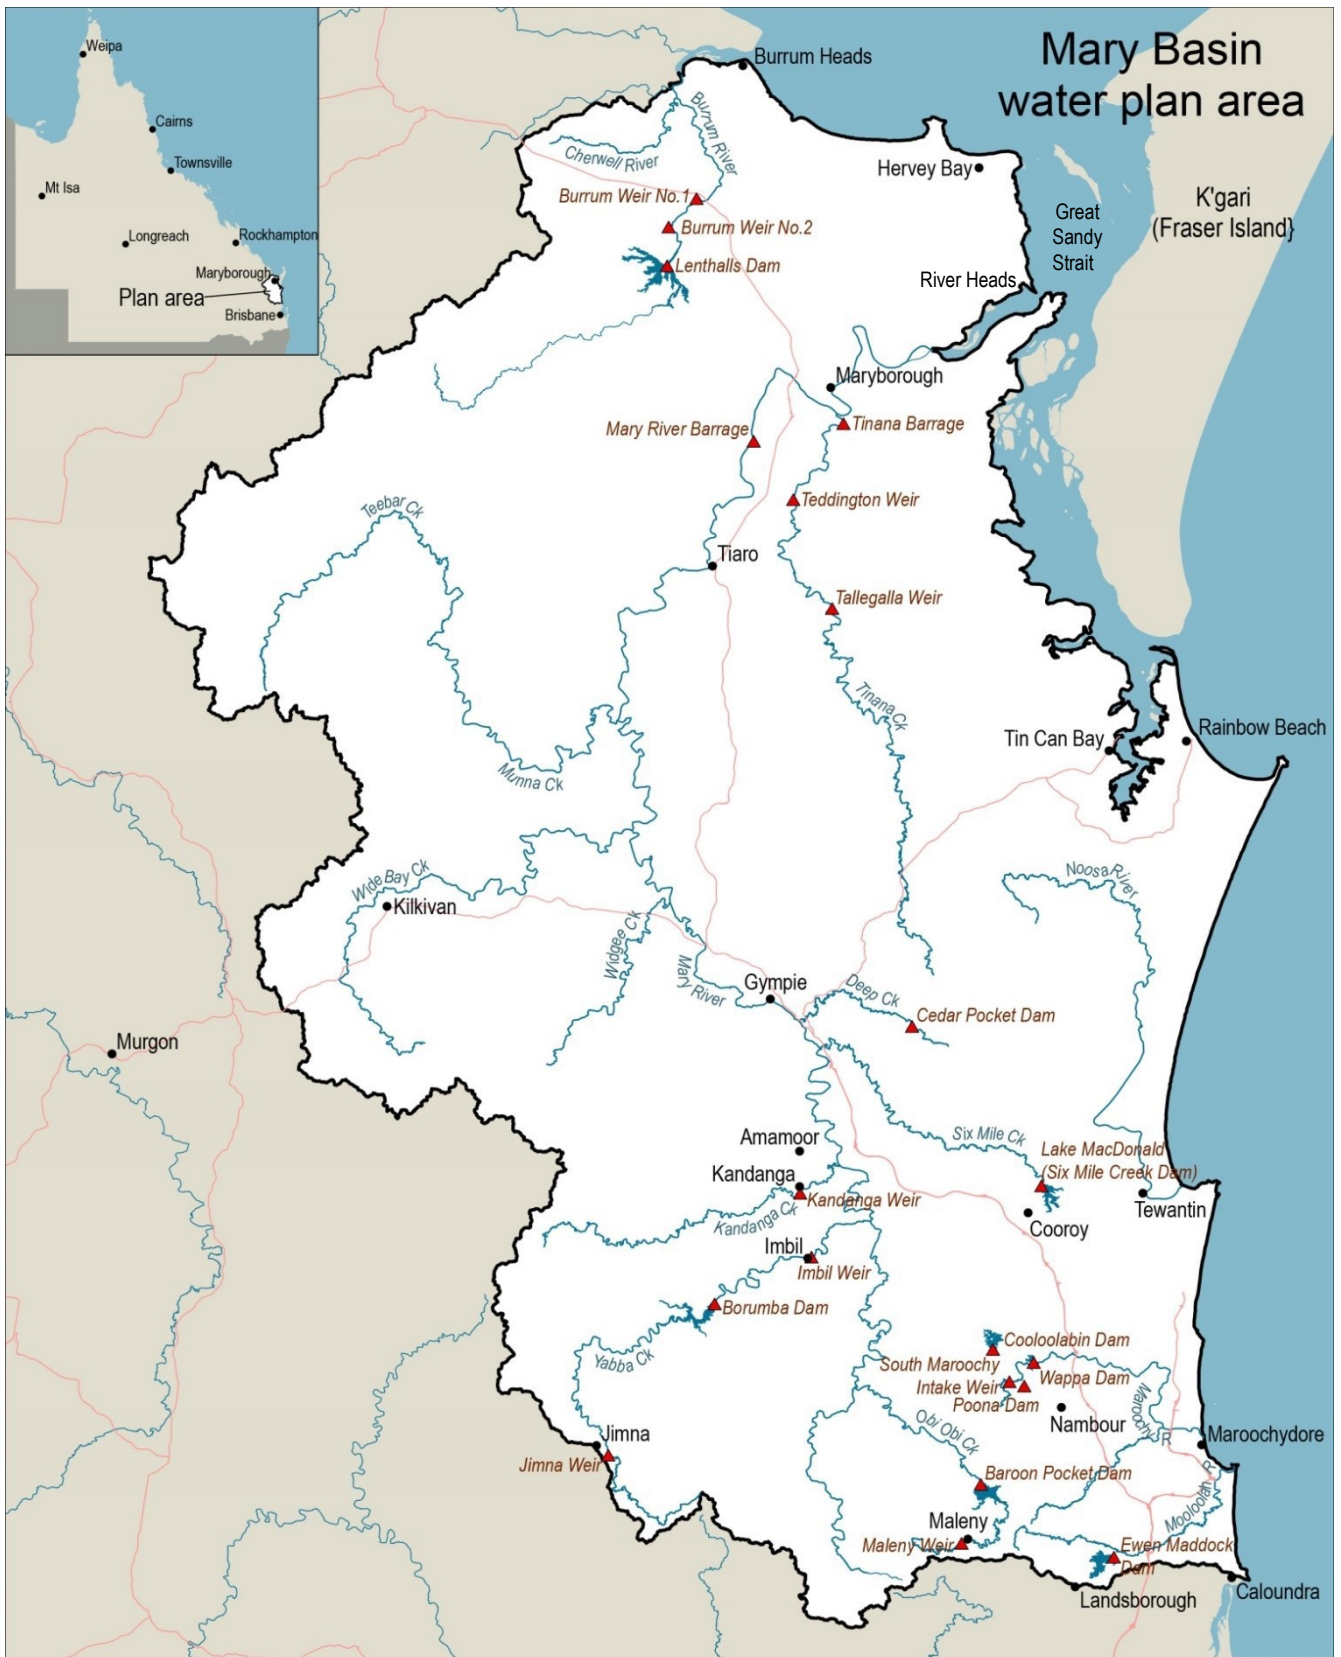 Mary Basin
water plan area
Weipa
Cairns
Townsville
Mt Isa
Longreach
Rockhampton
Maryborough
Plan area
Brisbane
Burrum Heads
Burrum River
Cherwell River
Hervey Bay
K'gari
(Fraser Island}
Great
Sandy
Strait
Burrum Weir No.1
Burrum Weir No.2
Lenthalls Dam
River Heads
Maryborough
Mary River Barrage
Tinana Barrage
Teddington Weir
Teebar Ck
Tiaro
Tallegalla Weir
Tinana Ck
Tin Can Bay
Rainbow Beach
Munna Ck
Wide Bay Ck
Kilkivan
Noosa River
Widgee Ck
Mary River
Gympie
Deep Ck
Cedar Pocket Dam
Murgon
Amamoor
Six Mile Ck
Lake MacDonald
(Six Mile Creek Dam)
Kandanga
Kandanga Weir
Kandanga Ck
Tewantin
Cooroy
Imbil
Imbil Weir
Borumba Dam
Yabba Ck
Cooloolabin Dam
South Maroochy
Intake Weir
Wappa Dam
Poona Dam
Nambour
Maroochy R
Obi Obi Ck
Jimna
Jimna Weir
Maroochydore
Baroon Pocket Dam
Mooloolah R
Maleny
Maleny Weir
Ewen Maddock
Dam
Landsborough
Caloundra